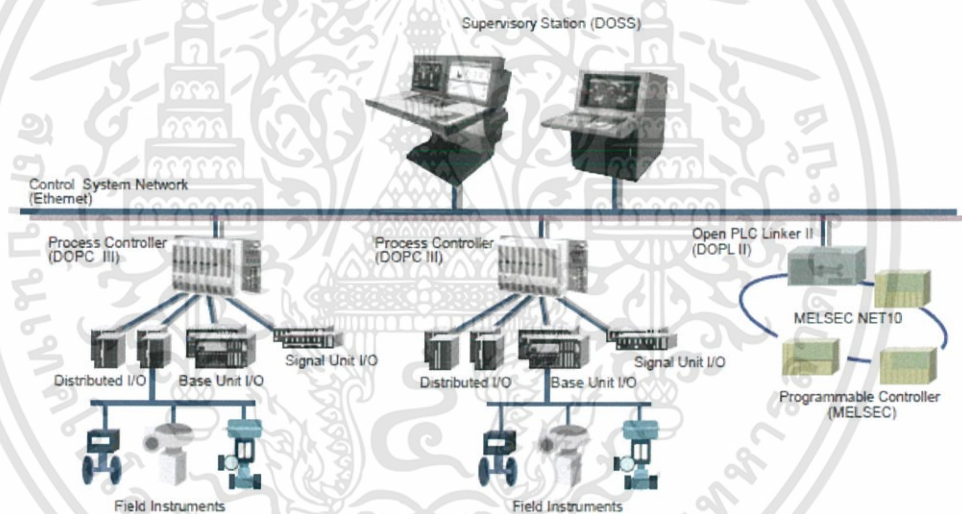 Supervisory Station (DOSS)
Control System Network
(Ethernet)
Process Controller
(DOPC III)
Process Controller
(DOPC III)
Open PLC Linker II
(DOPL II)
MELSEC NET10
Distributed I/O
Base Unit I/O
Signal Unit I/O
Distributed I/O
Base Unit I/O
Signal Unit I/O
Programmable Controller
(MELSEC)
Field Instruments
Field Instruments